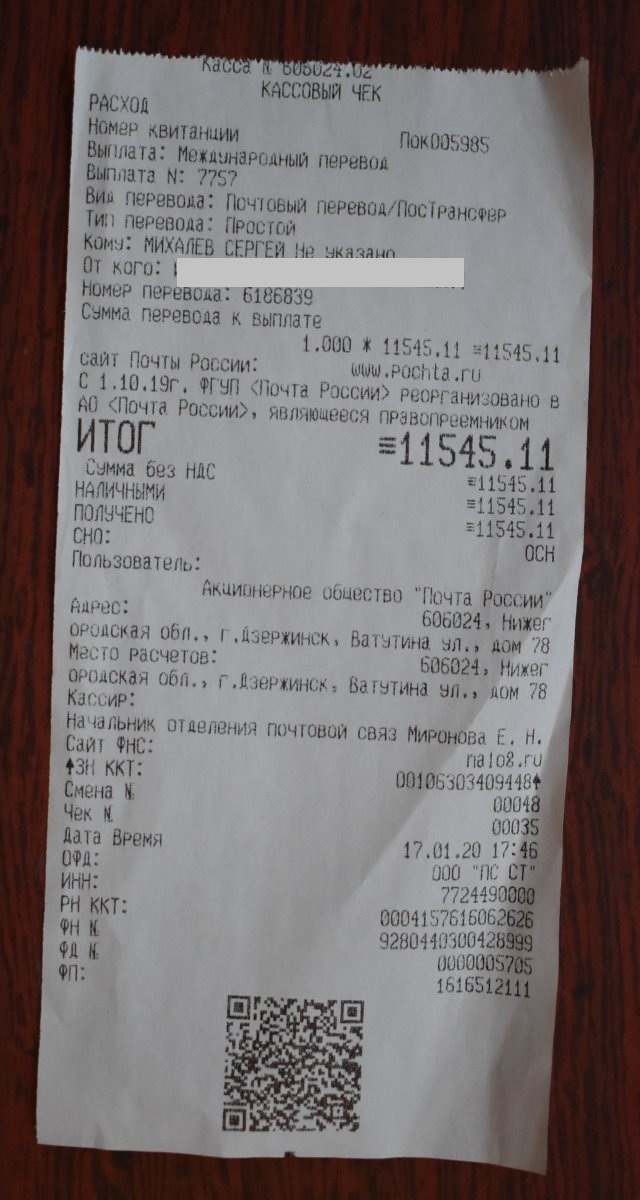 Касса № 606024.02
КАССОВЫЙ ЧЕК
РАСХОД
Номер квитанции Пок005985
Выплата: Международный перевод
Выплата N: 7757
Вид перевода: Почтовый перевод/ПосТрансфер
Тип перевода: Простой
Кому: МИХАЛЕВ СЕРГЕЙ Не указано
От кого:
Номер перевода: 6186839
Сумма перевода к выплате
1.000 * 11545.11 ≡11545.11
сайт Почты России: www.pochta.ru
С 1.10.19г. ФГУП <Почта России> реорганизовано в
АО <Почта России>, являющееся правопреемником
ИТОГ ≡11545.11
Сумма без НДС ≡11545.11
НАЛИЧНЫМИ ≡11545.11
ПОЛУЧЕНО ≡11545.11
СНО: ОСН
Пользователь:
Акционерное общество "Почта России"
Адрес: 606024, Нижег
ородская обл., г.Дзержинск, Ватутина ул., дом 78
Место расчетов: 606024, Нижег
ородская обл., г.Дзержинск, Ватутина ул., дом 78
Кассир:
Начальник отделения почтовой связ Миронова Е. Н.
Сайт ФНС: nalog.ru
↑ЗН ККТ: 00106303409448↑
Смена № 00048
Чек № 00035
Дата Время 17.01.20 17:46
ОФД: ООО "ПС СТ"
ИНН: 7724490000
РН ККТ: 0004157616062626
ФН № 9280440300428999
ФД № 0000005705
ФП: 1616512111